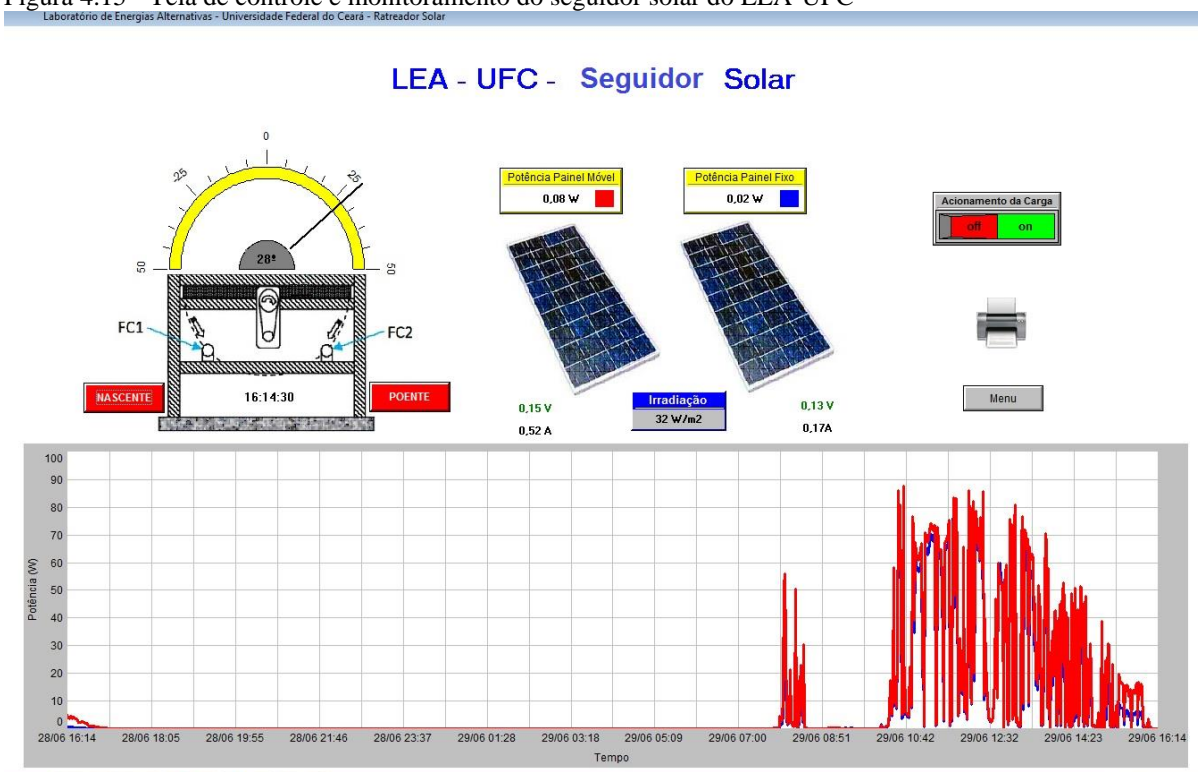 Figura 4.15 - Tela de controle e monitoramento do seguidor solar do LEA-UFC
Laboratório de Energias Alternativas - Universidade Federal do Ceará - Ratreador Solar
LEA - UFC - Seguidor Solar
0
-25
25
50
50
28º
FC1
FC2
NASCENTE
16:14:30
POENTE
Potência Painel Móvel
0,08 W
Potência Painel Fixo
0,02 W
0,15 V
0,52 A
Irradiação
32 W/m2
0,13 V
0,17A
Acionamento da Carga
off on
Menu
100
90
80
70
60
50
40
30
20
10
0
Potência (W)
28/06 16:14 28/06 18:05 28/06 19:55 28/06 21:46 28/06 23:37 29/06 01:28 29/06 03:18 29/06 05:09 29/06 07:00 29/06 08:51 29/06 10:42 29/06 12:32 29/06 14:23 29/06 16:14
Tempo